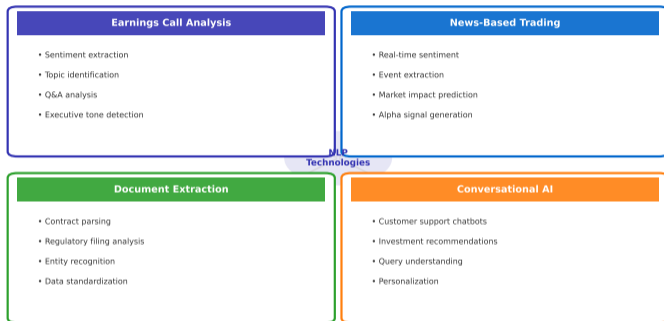 Earnings Call Analysis
• Sentiment extraction
• Topic identification
• Q&A analysis
• Executive tone detection
News-Based Trading
• Real-time sentiment
• Event extraction
• Market impact prediction
• Alpha signal generation
NLP
Technologies
Document Extraction
• Contract parsing
• Regulatory filing analysis
• Entity recognition
• Data standardization
Conversational AI
• Customer support chatbots
• Investment recommendations
• Query understanding
• Personalization